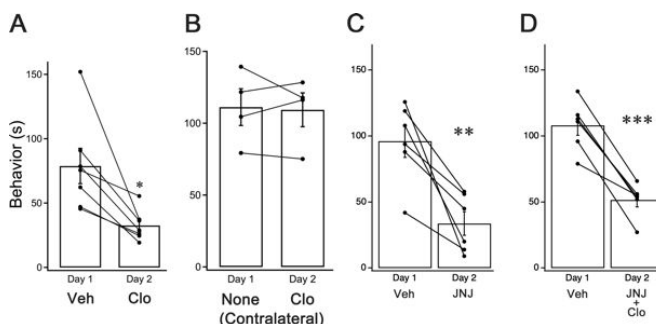 A
B
C
D
Behavior (s)
150
100
50
0
*
Day 1
Day 2
Veh
Clo
150
100
50
0
Day 1
Day 2
None
Clo
(Contralateral)
150
100
50
0
**
Day 1
Day 2
Veh
JNJ
150
100
50
0
***
Day 1
Day 2
Veh
JNJ
+
Clo